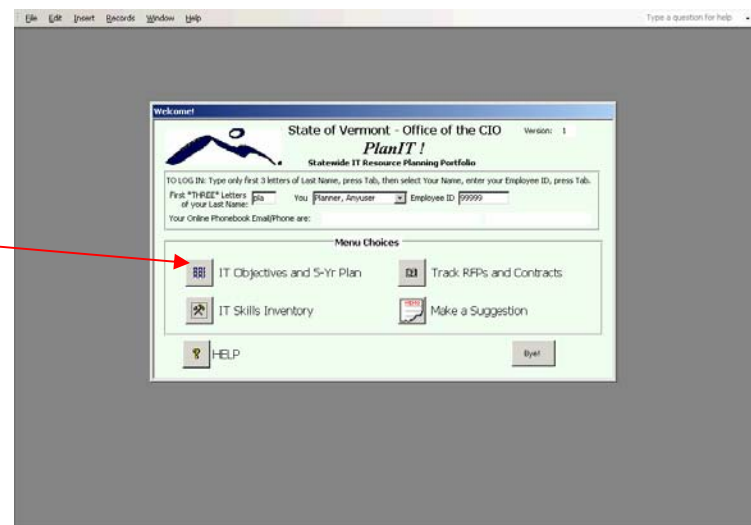 File Edit Insert Records Window Help Type a question for help
Welcome!
State of Vermont - Office of the CIO Version: 1
PlanIT !
Statewide IT Resource Planning Portfolio
TO LOG IN: Type only first 3 letters of Last Name, press Tab, then select Your Name, enter your Employee ID, press Tab.
First *THREE* Letters of your Last Name: pla You Planner, Anyuser Employee ID 99999
Your Online Phonebook Email/Phone are:
Menu Choices
IT Objectives and 5-Yr Plan Track RFPs and Contracts
IT Skills Inventory Make a Suggestion
? HELP Bye!